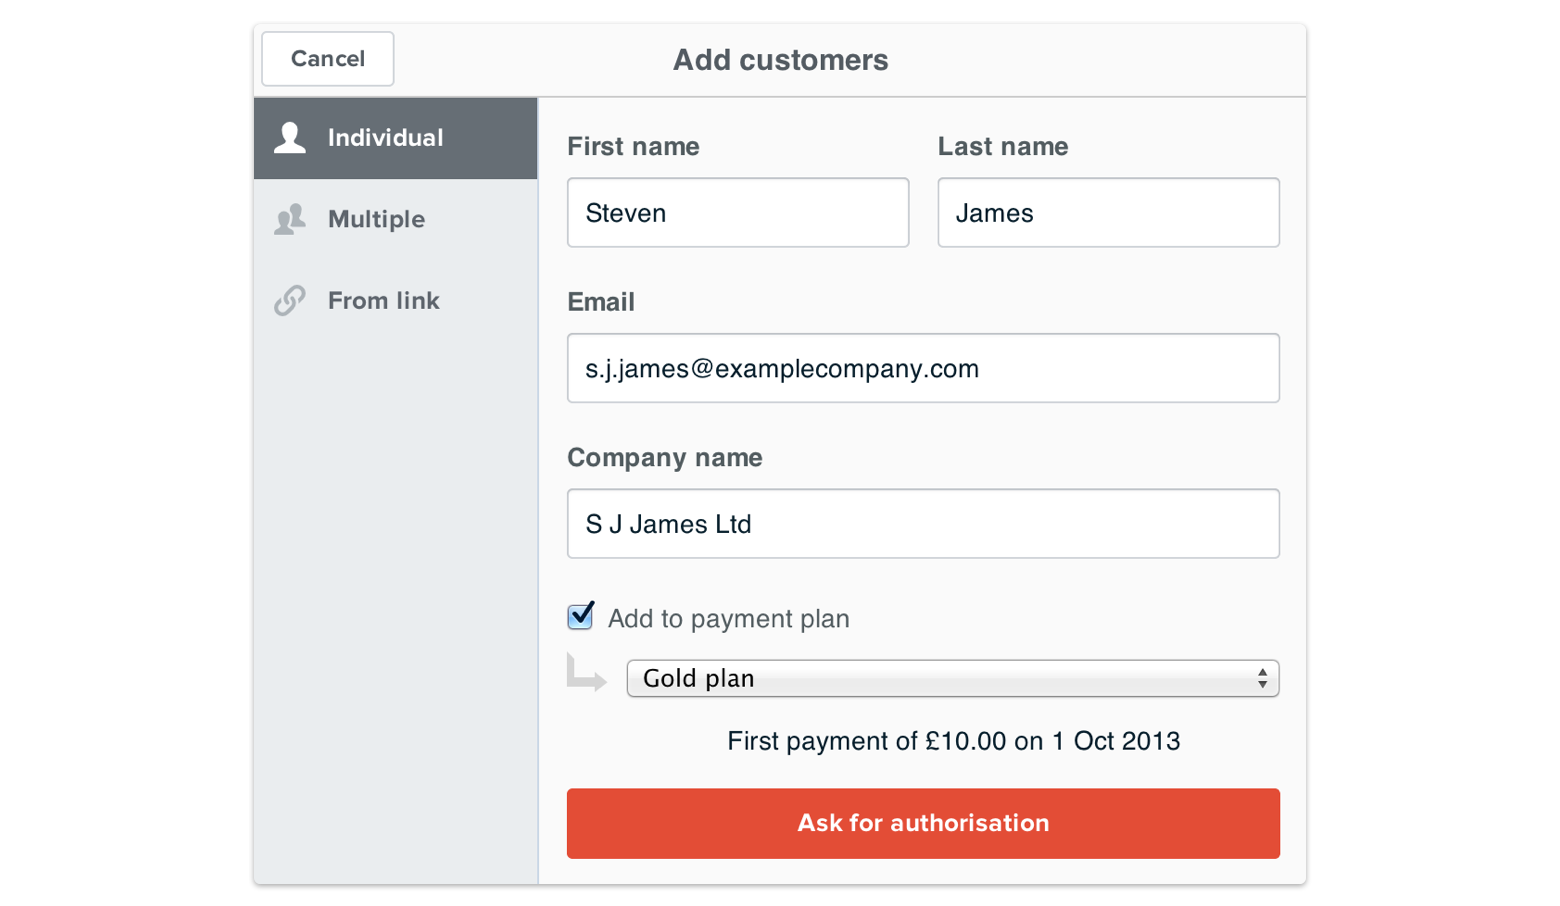 Cancel
Add customers
Individual
Multiple
From link
First name
Last name
Steven
James
Email
s.j.james@examplecompany.com
Company name
S J James Ltd
Add to payment plan
Gold plan
First payment of £10.00 on 1 Oct 2013
Ask for authorisation